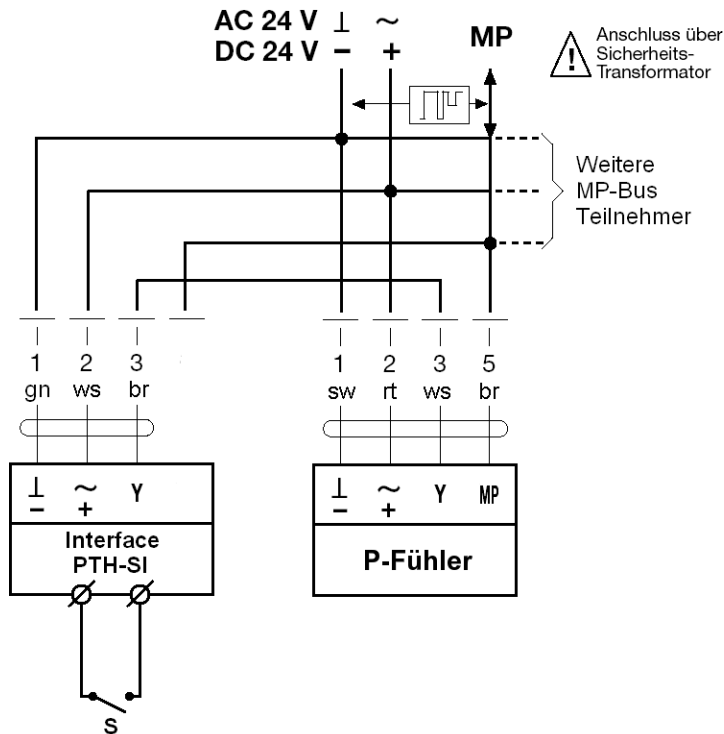 AC 24 V ⊥ ~
DC 24 V – +
MP
! Anschluss über
Sicherheits-
Transformator
Weitere
MP-Bus
Teilnehmer
1 2 3
gn ws br
1 2 3 5
sw rt ws br
⊥ ~ Y
– +
Interface
PTH-SI
⊥ ~ Y MP
– +
P-Fühler
S